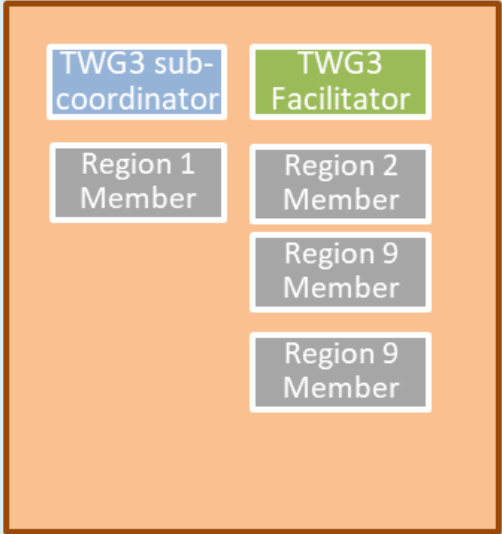 TWG3 sub-
coordinator
TWG3
Facilitator
Region 1
Member
Region 2
Member
Region 9
Member
Region 9
Member